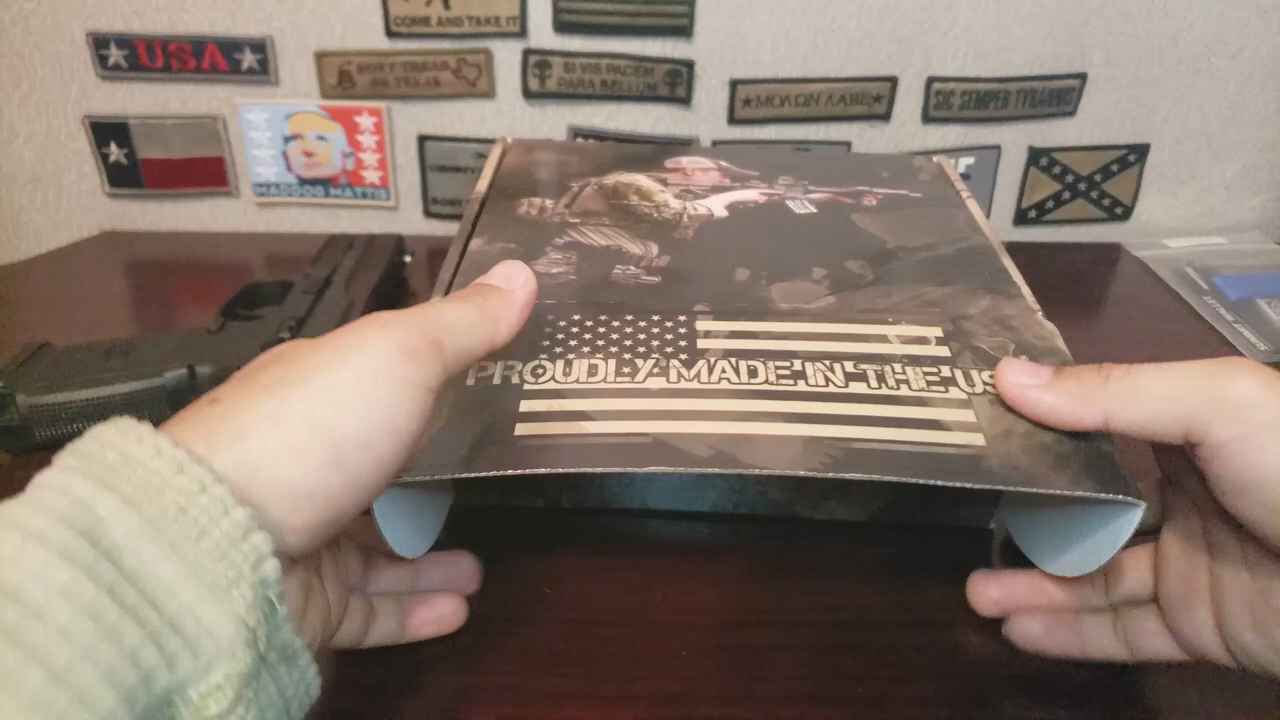 COME AND TAKE IT
USA
DON'T TREAD
ON TEXAS
SI VIS PACEM
PARA BELLUM
★ΜΟΛΩΝ ΛΑΒΕ★
SIC SEMPER TYRANNIS
MADDOG MATTIS
PROUDLY MADE IN THE US